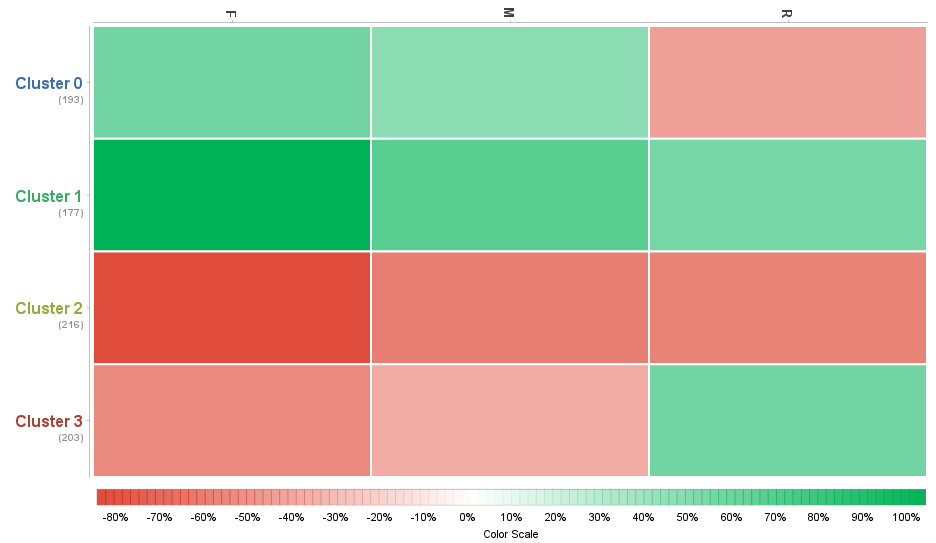 F M R
Cluster 0
(193)
Cluster 1
(177)
Cluster 2
(216)
Cluster 3
(203)
-80% -70% -60% -50% -40% -30% -20% -10% 0% 10% 20% 30% 40% 50% 60% 70% 80% 90% 100%
Color Scale